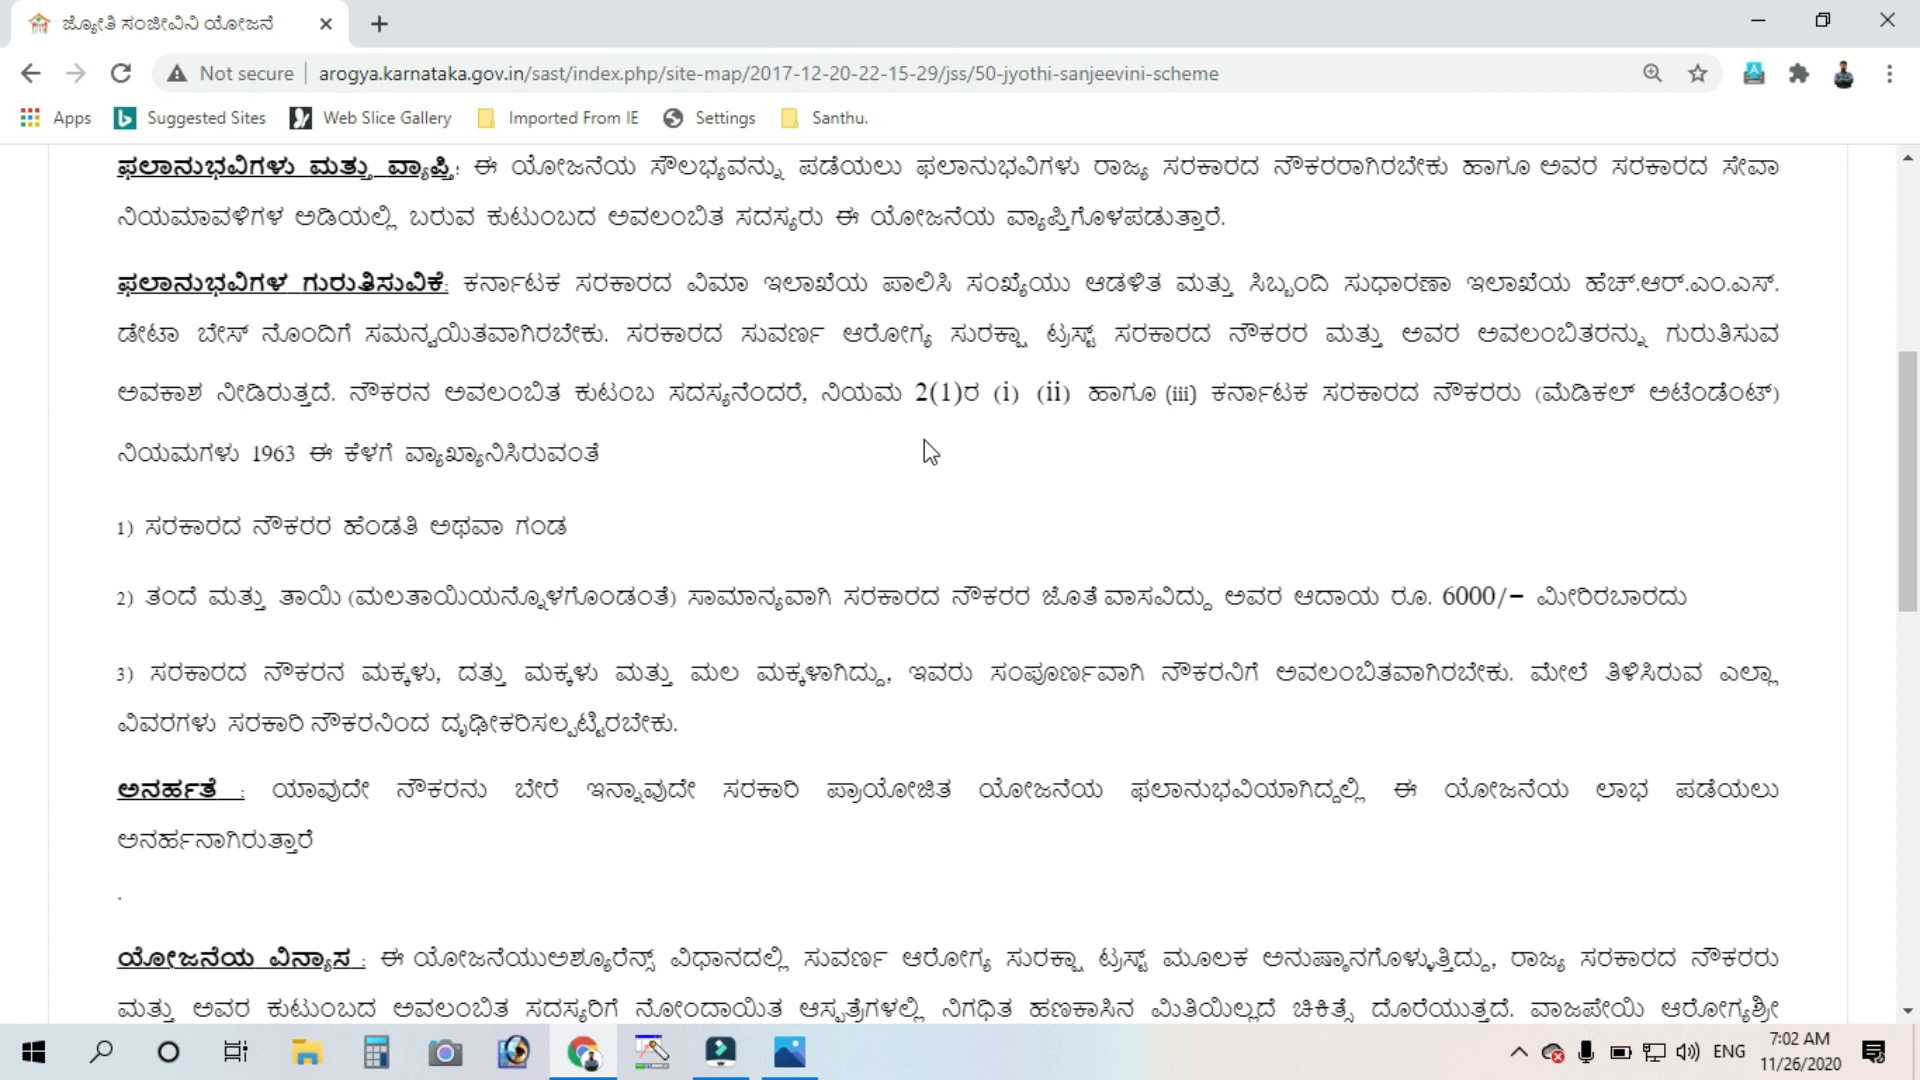 ಜ್ಯೋತಿ ಸಂಜೀವಿನಿ ಯೋಜನೆ
Not secure
arogya.karnataka.gov.in/sast/index.php/site-map/2017-12-20-22-15-29/jss/50-jyothi-sanjeevini-scheme
Apps Suggested Sites Web Slice Gallery Imported From IE Settings Santhu.
ಫಲಾನುಭವಿಗಳು ಮತ್ತು ವ್ಯಾಪ್ತಿ: ಈ ಯೋಜನೆಯ ಸೌಲಭ್ಯವನ್ನು ಪಡೆಯಲು ಫಲಾನುಭವಿಗಳು ರಾಜ್ಯ ಸರಕಾರದ ನೌಕರರಾಗಿರಬೇಕು ಹಾಗೂ ಅವರ ಸರಕಾರದ ಸೇವಾ
ನಿಯಮಾವಳಿಗಳ ಅಡಿಯಲ್ಲಿ ಬರುವ ಕುಟುಂಬದ ಅವಲಂಬಿತ ಸದಸ್ಯರು ಈ ಯೋಜನೆಯ ವ್ಯಾಪ್ತಿಗೊಳಪಡುತ್ತಾರೆ.
ಫಲಾನುಭವಿಗಳ ಗುರುತಿಸುವಿಕೆ: ಕರ್ನಾಟಕ ಸರಕಾರದ ವಿಮಾ ಇಲಾಖೆಯ ಪಾಲಿಸಿ ಸಂಖ್ಯೆಯು ಆಡಳಿತ ಮತ್ತು ಸಿಬ್ಬಂದಿ ಸುಧಾರಣಾ ಇಲಾಖೆಯ ಹೆಚ್.ಆರ್.ಎಂ.ಎಸ್.
ಡೇಟಾ ಬೇಸ್ ನೊಂದಿಗೆ ಸಮನ್ವಯಿತವಾಗಿರಬೇಕು. ಸರಕಾರದ ಸುವರ್ಣ ಆರೋಗ್ಯ ಸುರಕ್ಷಾ ಟ್ರಸ್ಟ್ ಸರಕಾರದ ನೌಕರರ ಮತ್ತು ಅವರ ಅವಲಂಬಿತರನ್ನು ಗುರುತಿಸುವ
ಅವಕಾಶ ನೀಡಿರುತ್ತದೆ. ನೌಕರನ ಅವಲಂಬಿತ ಕುಟಂಬ ಸದಸ್ಯನೆಂದರೆ, ನಿಯಮ 2(1)ರ (i) (ii) ಹಾಗೂ (iii) ಕರ್ನಾಟಕ ಸರಕಾರದ ನೌಕರರು (ಮೆಡಿಕಲ್ ಅಟೆಂಡೆಂಟ್)
ನಿಯಮಗಳು 1963 ಈ ಕೆಳಗೆ ವ್ಯಾಖ್ಯಾನಿಸಿರುವಂತೆ
1) ಸರಕಾರದ ನೌಕರರ ಹೆಂಡತಿ ಅಥವಾ ಗಂಡ
2) ತಂದೆ ಮತ್ತು ತಾಯಿ (ಮಲತಾಯಿಯನ್ನೊಳಗೊಂಡಂತೆ) ಸಾಮಾನ್ಯವಾಗಿ ಸರಕಾರದ ನೌಕರರ ಜೊತೆ ವಾಸವಿದ್ದು ಅವರ ಆದಾಯ ರೂ. 6000/– ಮೀರಿರಬಾರದು
3) ಸರಕಾರದ ನೌಕರನ ಮಕ್ಕಳು, ದತ್ತು ಮಕ್ಕಳು ಮತ್ತು ಮಲ ಮಕ್ಕಳಾಗಿದ್ದು, ಇವರು ಸಂಪೂರ್ಣವಾಗಿ ನೌಕರನಿಗೆ ಅವಲಂಬಿತವಾಗಿರಬೇಕು. ಮೇಲೆ ತಿಳಿಸಿರುವ ಎಲ್ಲಾ
ವಿವರಗಳು ಸರಕಾರಿ ನೌಕರನಿಂದ ದೃಢೀಕರಿಸಲ್ಪಟ್ಟಿರಬೇಕು.
ಅನರ್ಹತೆ : ಯಾವುದೇ ನೌಕರನು ಬೇರೆ ಇನ್ನಾವುದೇ ಸರಕಾರಿ ಪ್ರಾಯೋಜಿತ ಯೋಜನೆಯ ಫಲಾನುಭವಿಯಾಗಿದ್ದಲ್ಲಿ ಈ ಯೋಜನೆಯ ಲಾಭ ಪಡೆಯಲು
ಅನರ್ಹನಾಗಿರುತ್ತಾರೆ
.
ಯೋಜನೆಯ ವಿನ್ಯಾಸ : ಈ ಯೋಜನೆಯುಅಶ್ಯೂರೆನ್ಸ್ ವಿಧಾನದಲ್ಲಿ ಸುವರ್ಣ ಆರೋಗ್ಯ ಸುರಕ್ಷಾ ಟ್ರಸ್ಟ್ ಮೂಲಕ ಅನುಷ್ಠಾನಗೊಳ್ಳುತ್ತಿದ್ದು, ರಾಜ್ಯ ಸರಕಾರದ ನೌಕರರು
ಮತ್ತು ಅವರ ಕುಟುಂಬದ ಅವಲಂಬಿತ ಸದಸ್ಯರಿಗೆ ನೋಂದಾಯಿತ ಆಸ್ಪತ್ರೆಗಳಲ್ಲಿ ನಿಗಧಿತ ಹಣಕಾಸಿನ ಮಿತಿಯಿಲ್ಲದೆ ಚಿಕಿತ್ಸೆ ದೊರೆಯುತ್ತದೆ. ವಾಜಪೇಯಿ ಆರೋಗ್ಯಶ್ರೀ
ENG
7:02 AM
11/26/2020